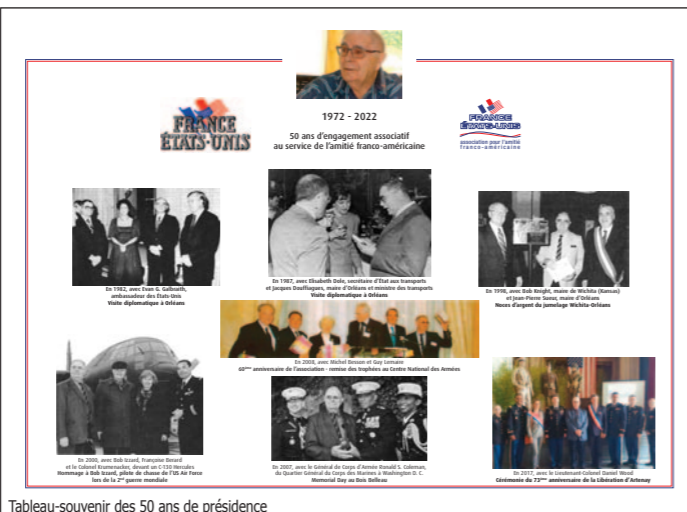 FRANCE
ÉTATS-UNIS
1972 - 2022
50 ans d'engagement associatif
au service de l'amitié franco-américaine
FRANCE
ÉTATS-UNIS
association pour l'amitié
franco-américaine
En 1982, avec Evan G. Galbraith,
ambassadeur des Etats-Unis
Visite diplomatique à Orléans
En 1987, avec Elisabeth Dole, secrétaire d'Etat aux transports
et Jacques Douffiagues, maire d'Orléans et ministre des transports
Visite diplomatique à Orléans
En 1998, avec Bob Knight, maire de Wichita (Kansas)
et Jean-Pierre Sueur, maire d'Orléans
Noces d'argent du jumelage Wichita-Orléans
En 2008, avec Michel Besson et Guy Lemaire
60ème anniversaire de l'association - remise des trophées au Centre National des Armées
En 2000, avec Bob Izzard, Françoise Berard
et le Colonel Krumenacker, devant un C-130 Hercules
Hommage à Bob Izzard, pilote de chasse de l'US Air Force
lors de la 2nd guerre mondiale
En 2007, avec le Général de Corps d'Armée Ronald S. Coleman,
du Quartier Général du Corps des Marines à Washington D. C.
Memorial Day au Bois Belleau
En 2017, avec le Lieutenant-Colonel Daniel Wood
Cérémonie du 73ème anniversaire de la Libération d'Artenay
Tableau-souvenir des 50 ans de présidence